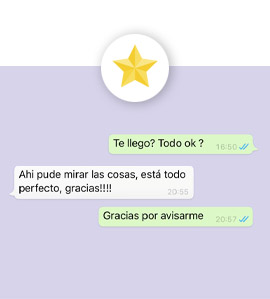 Te llego? Todo ok ?
16:50
Ahi pude mirar las cosas, está todo
perfecto, gracias!!!!
20:55
Gracias por avisarme
20:57